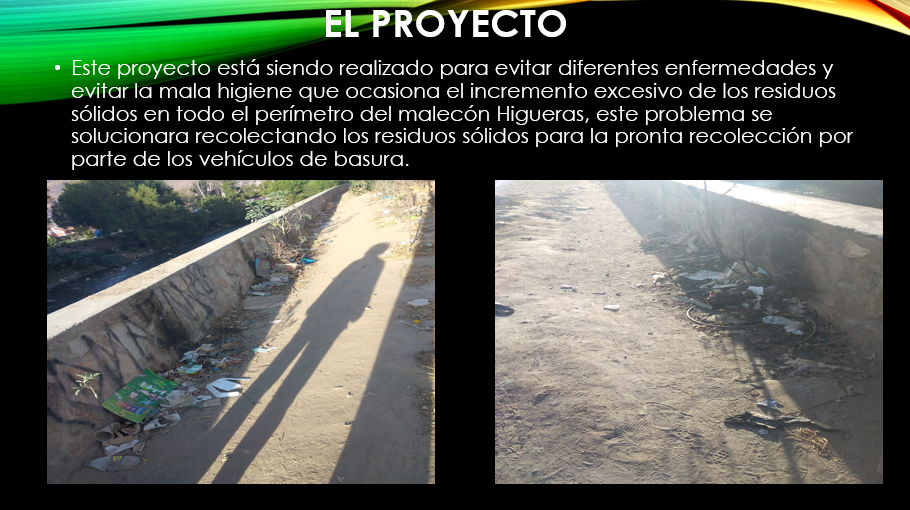 EL PROYECTO
• Este proyecto está siendo realizado para evitar diferentes enfermedades y
evitar la mala higiene que ocasiona el incremento excesivo de los residuos
sólidos en todo el perímetro del malecón Higueras, este problema se
solucionara recolectando los residuos sólidos para la pronta recolección por
parte de los vehículos de basura.